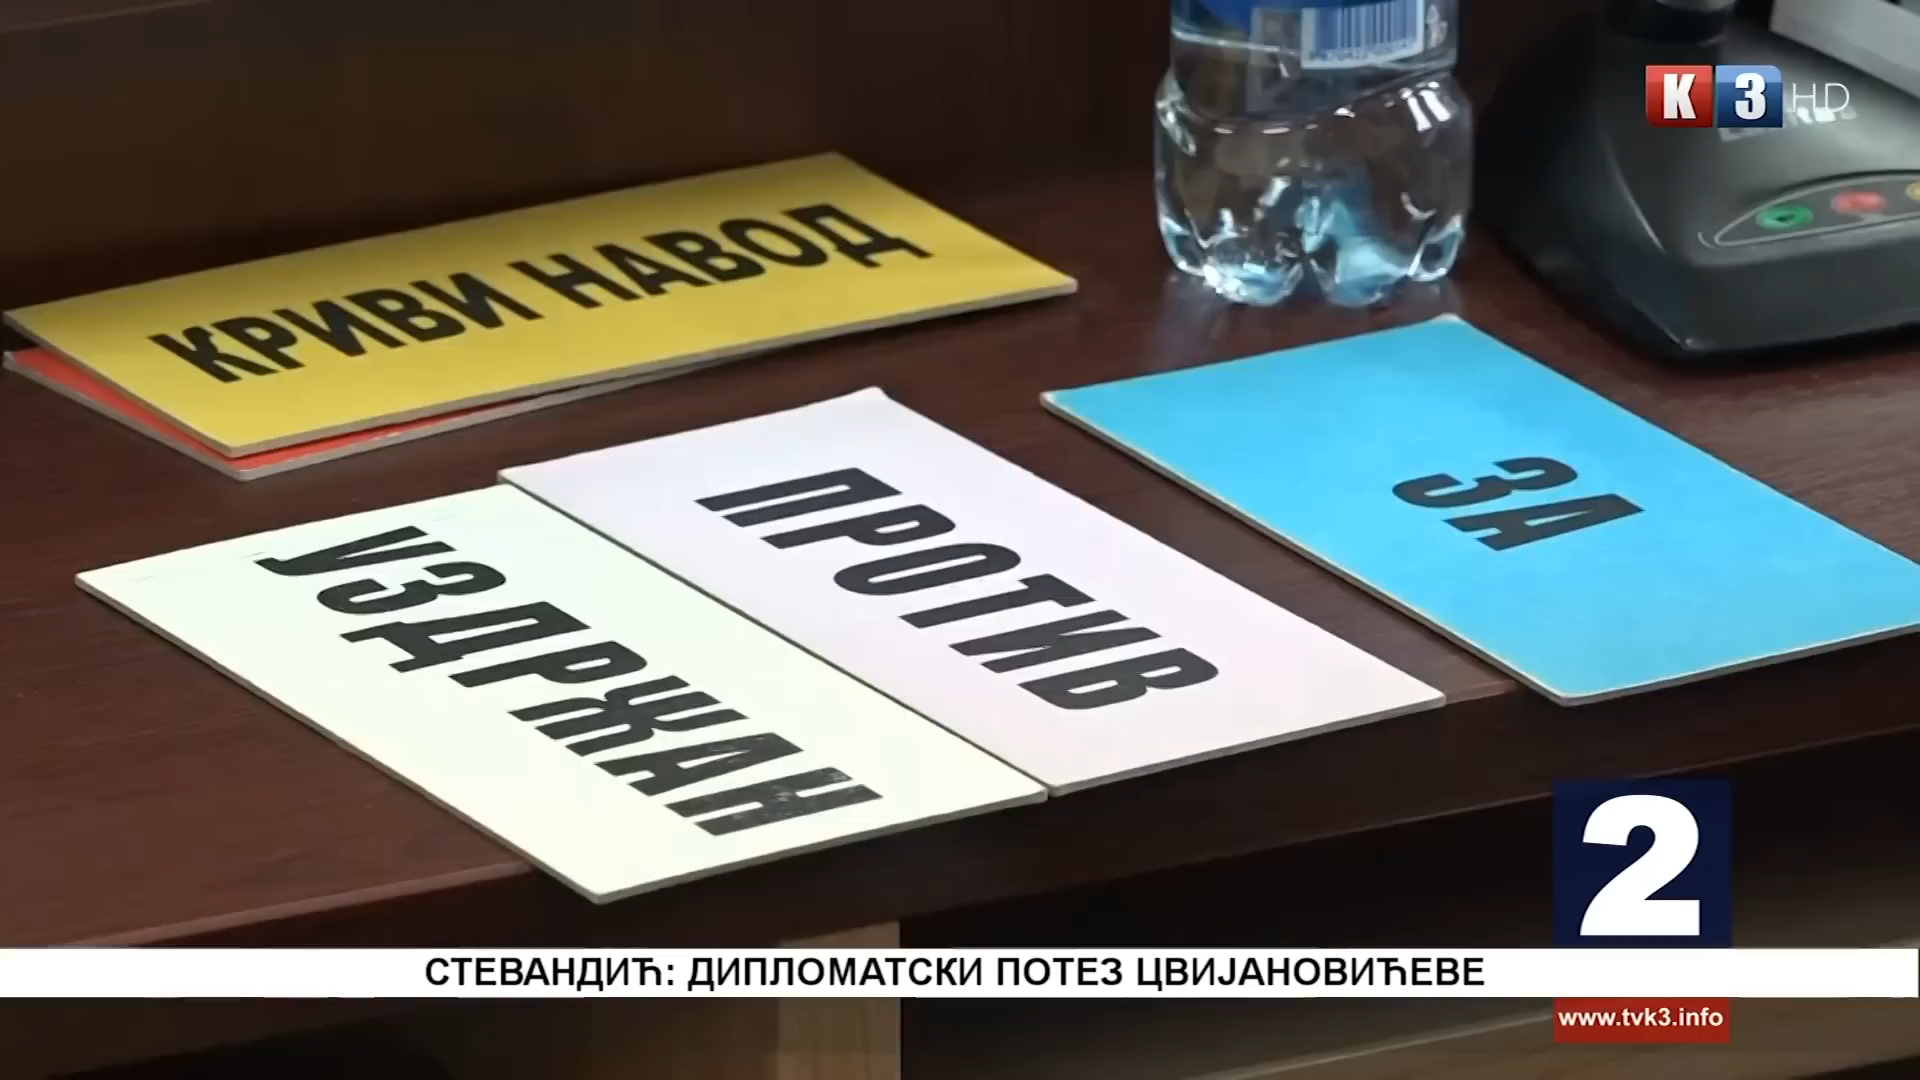 К3 HD
КРИВИ НАВОД
ЗА
ПРОТИВ
УЗДРЖАН
2
СТЕВАНДИЋ: ДИПЛОМАТСКИ ПОТЕЗ ЦВИЈАНОВИЋЕВЕ
www.tvk3.info